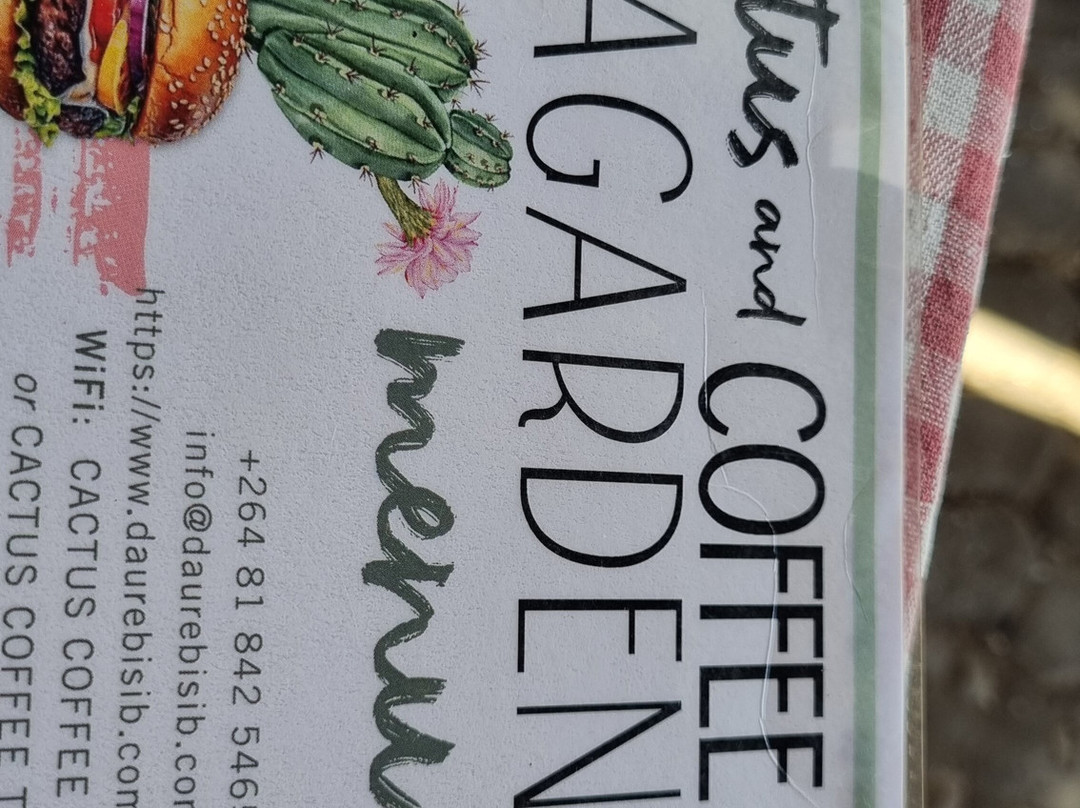 tus and COFFEE
AGARDEN
menu
+264 81 842 546
info@daurebisib.co
https://www.daurebisib.com
WiFi: CACTUS COFFEE
or CACTUS COFFEE T